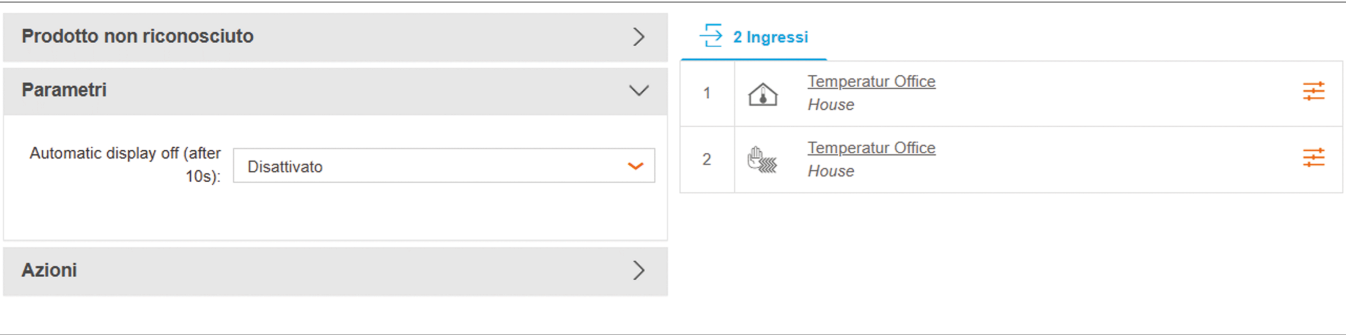 Prodotto non riconosciuto
Parametri
Automatic display off (after
10s):
Disattivato
Azioni
2 Ingressi
1
Temperatur Office
House
2
Temperatur Office
House